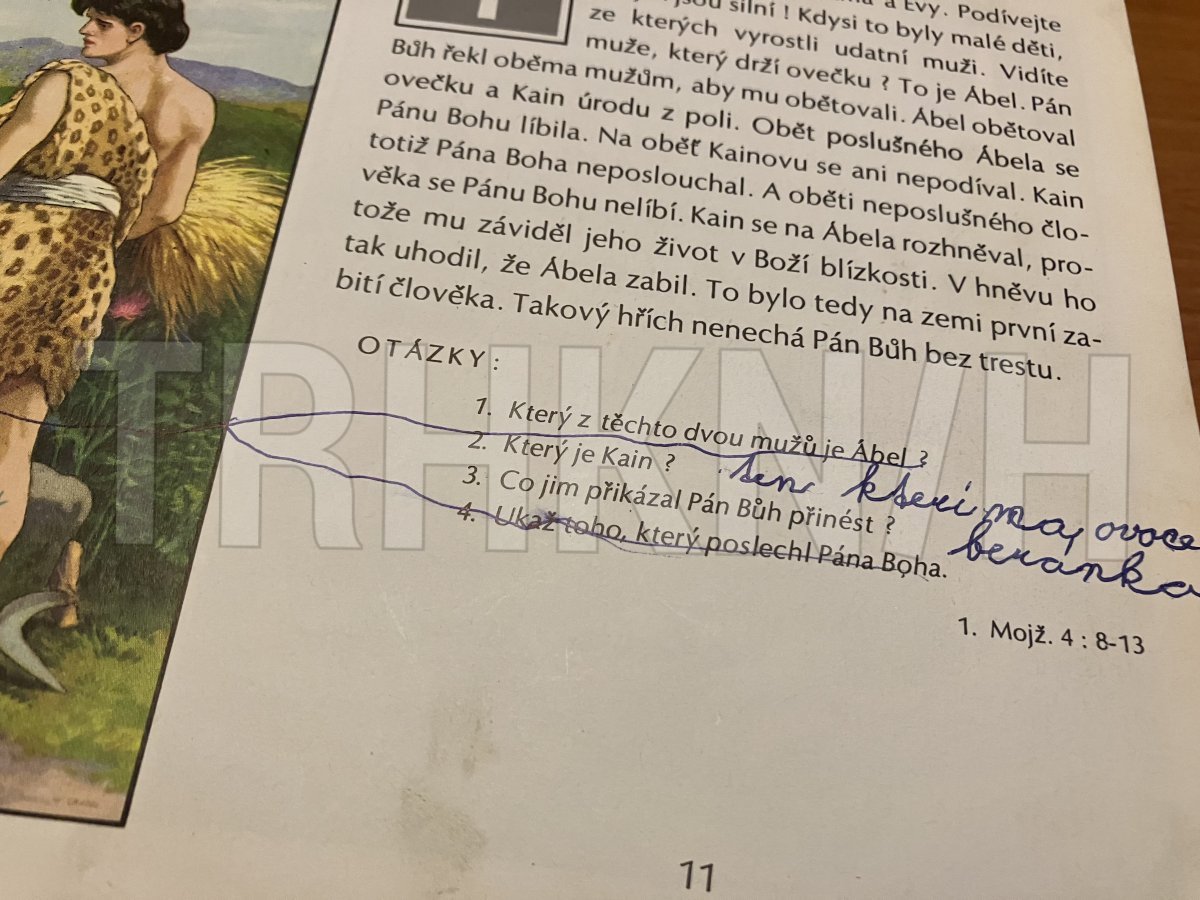 a Evy. Podívejte
jsou silní ! Kdysi to byly malé děti,
ze kterých vyrostli udatní muži. Vidíte
muže, který drží ovečku ? To je Ábel. Pán
Bůh řekl oběma mužům, aby mu obětovali. Ábel obětoval
ovečku a Kain úrodu z poli. Obět poslušného Ábela se
Pánu Bohu líbila. Na oběť Kainovu se ani nepodíval. Kain
totiž Pána Boha neposlouchal. A oběti neposlušného člo-
věka se Pánu Bohu nelíbí. Kain se na Ábela rozhněval, pro-
tože mu záviděl jeho život v Boží blízkosti. V hněvu ho
tak uhodil, že Ábela zabil. To bylo tedy na zemi první za-
bití člověka. Takový hřích nenechá Pán Bůh bez trestu.
OTÁZKY :
1. Který z těchto dvou mužů je Ábel ?
2. Který je Kain ?
3. Co jim přikázal Pán Bůh přinést ?
4. Ukaž toho, který poslechl Pána Boha.
ten kteri ma ovoce
beranka
1. Mojž. 4 : 8-13
11
TRHKNIH